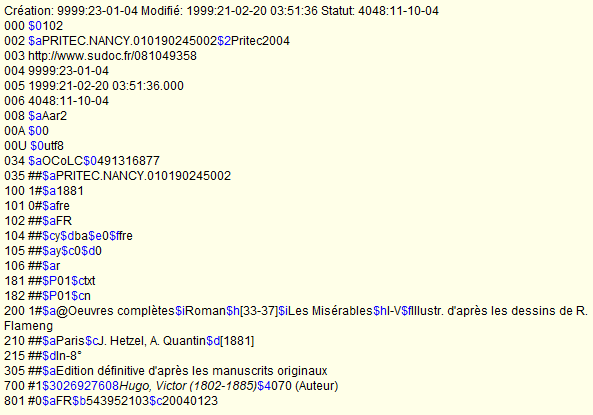 Création: 9999:23-01-04 Modifié: 1999:21-02-20 03:51:36 Statut: 4048:11-10-04
000 $0102
002 $aPRITEC.NANCY.010190245002$2Pritec2004
003 http://www.sudoc.fr/081049358
004 9999:23-01-04
005 1999:21-02-20 03:51:36.000
006 4048:11-10-04
008 $aAar2
00A $00
00U $0utf8
034 $aOCoLC$0491316877
035 ##$aPRITEC.NANCY.010190245002
100 1#$a1881
101 0#$afre
102 ##$aFR
104 ##$cy$dba$e0$ffre
105 ##$ay$c0$d0
106 ##$ar
181 ##$P01$ctxt
182 ##$P01$cn
200 1#$a@Oeuvres complètes$iRoman$h[33-37]$iLes Misérables$hI-V$fIllustr. d'après les dessins de R.
Flameng
210 ##$aParis$cJ. Hetzel, A. Quantin$d[1881]
215 ##$dIn-8°
305 ##$aEdition définitive d'après les manuscrits originaux
700 #1$3026927608Hugo, Victor (1802-1885)$4070 (Auteur)
801 #0$aFR$b543952103$c20040123